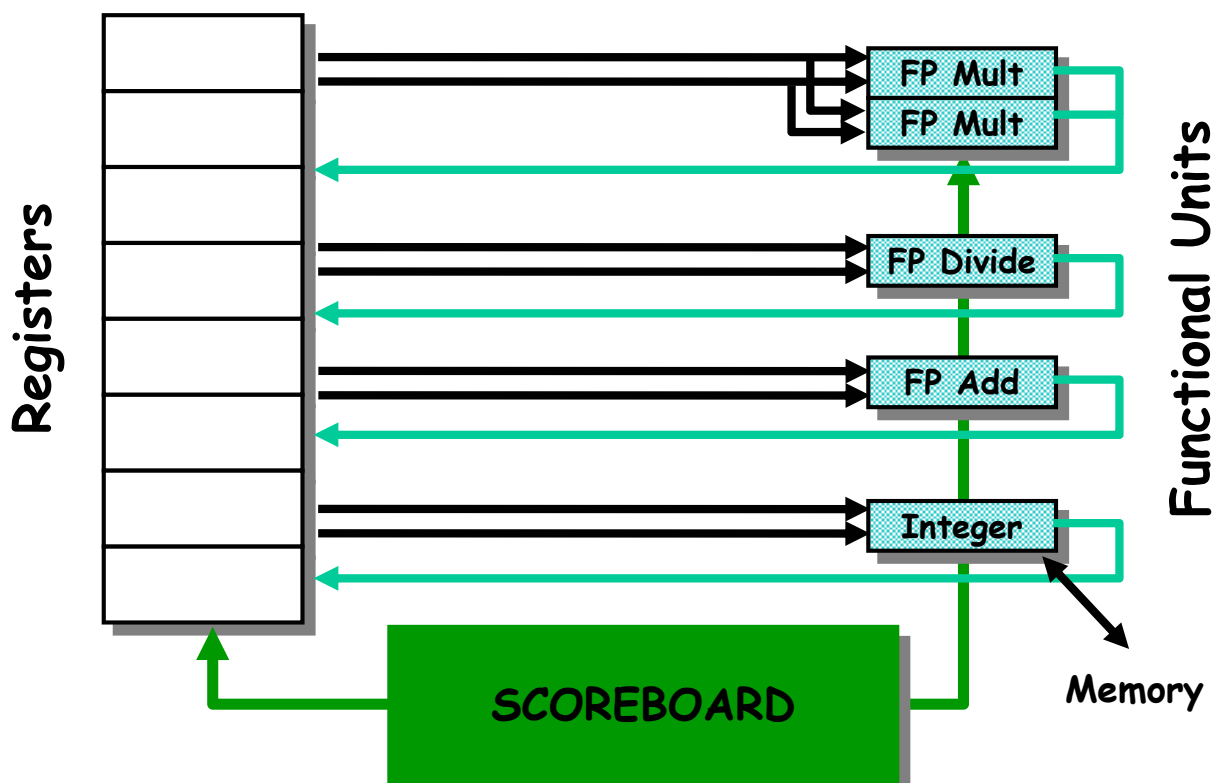 FP Mult
FP Mult
Registers
Functional Units
FP Divide
FP Add
Integer
SCOREBOARD
Memory